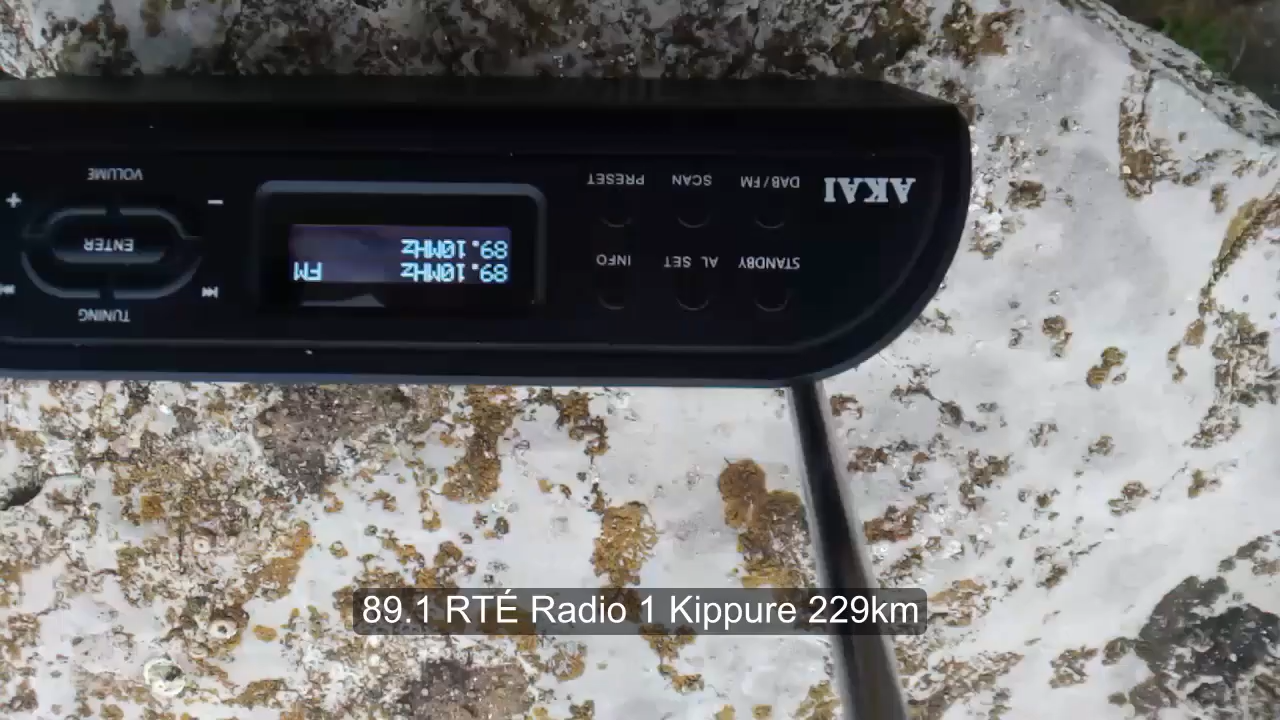 TUNING
ENTER
VOLUME
89.10MHz FM
89.10MHz
STANDBY AL SET INFO
DAB/FM SCAN PRESET
AKAI
89.1 RTÉ Radio 1 Kippure 229km